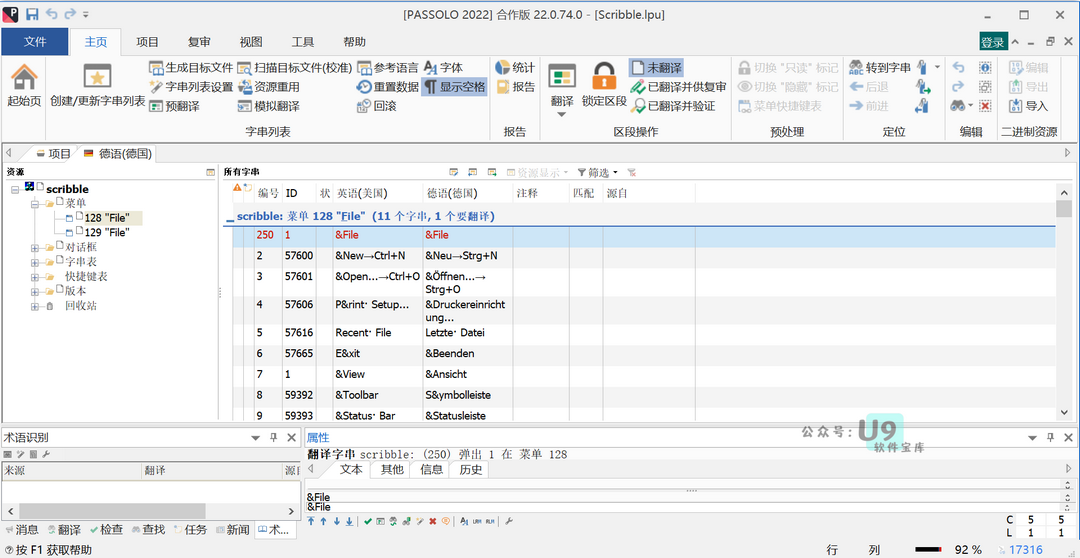 [PASSOLO 2022] 合作版 22.0.74.0 - [Scribble.lpu]
文件 主页 项目 复审 视图 工具 帮助 登录
起始页
创建/更新字串列表
生成目标文件 扫描目标文件(校准)
字串列表设置 资源重用
预翻译 模拟翻译
参考语言 字体
重置数据 显示空格
回滚
字串列表
统计
报告
报告
翻译
锁定区段
未翻译
已翻译并供复审
已翻译并验证
区段操作
切换 "只读" 标记
切换 "隐藏" 标记
菜单快捷键表
预处理
转到字串
后退
前进
定位
编辑
编辑
导出
导入
二进制资源
项目 德语(德国)
资源
scribble
菜单
128 "File"
129 "File"
对话框
字串表
快捷键表
版本
回收站
所有字串 资源显示 筛选
编号 ID 状 英语(美国) 德语(德国) 注释 匹配 源自
scribble: 菜单 128 "File" (11 个字串, 1 个要翻译)
250 1 &File &File
2 57600 &New→Ctrl+N &Neu→Strg+N
3 57601 &Open...→Ctrl+O &Öffnen...→
Strg+O
4 57606 P&rint· Setup... &Druckereinricht
ung...
5 57616 Recent· File Letzte· Datei
6 57665 E&xit &Beenden
7 1 &View &Ansicht
8 59392 &Toolbar S&ymbolleiste
9 59393 &Status· Bar &Statusleiste
公众号: U9
软件宝库
术语识别
来源 翻译 源自
消息 翻译 检查 查找 任务 新闻 术...
属性
翻译字串 scribble: (250) 弹出 1 在 菜单 128
文本 其他 信息 历史
&File
&File
C 5 5
L 1 1
按 F1 获取帮助
行 列 92 % 17316